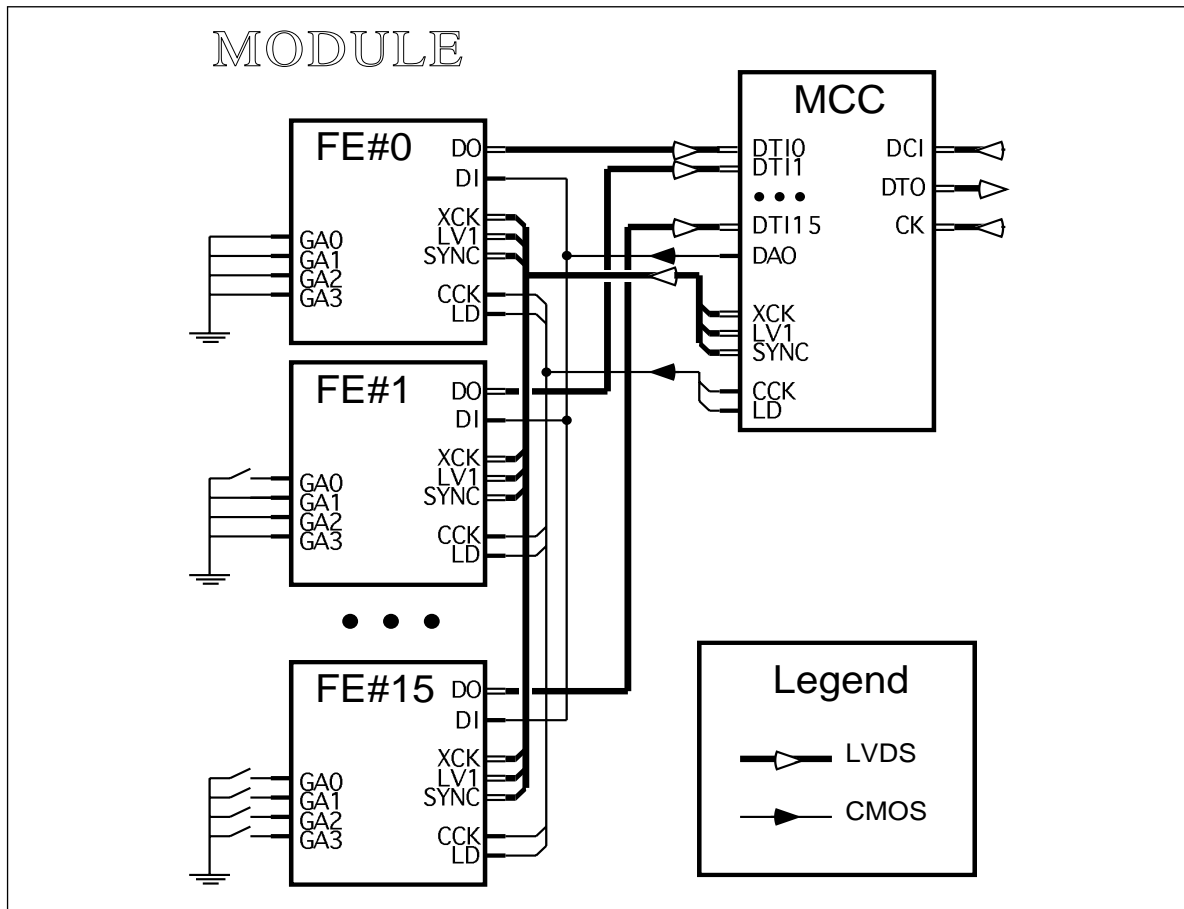 MODULE
FE#0
DO
DI
XCK
LV1
SYNC
CCK
LD
GA0
GA1
GA2
GA3
FE#1
DO
DI
XCK
LV1
SYNC
CCK
LD
GA0
GA1
GA2
GA3
FE#15
DO
DI
XCK
LV1
SYNC
CCK
LD
GA0
GA1
GA2
GA3
MCC
DTI0
DTI1
DTI15
DAO
XCK
LV1
SYNC
CCK
LD
DCI
DTO
CK
Legend
LVDS
CMOS